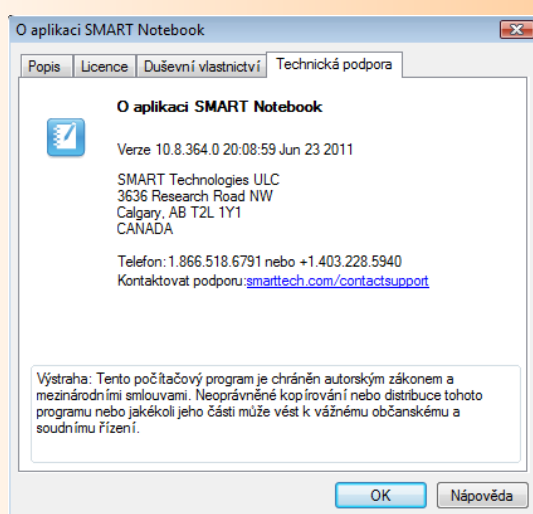 O aplikaci SMART Notebook
Popis Licence Duševní vlastnictví Technická podpora
O aplikaci SMART Notebook
Verze 10.8.364.0 20:08:59 Jun 23 2011
SMART Technologies ULC
3636 Research Road NW
Calgary, AB T2L 1Y1
CANADA
Telefon: 1.866.518.6791 nebo +1.403.228.5940
Kontaktovat podporu:smarttech.com/contactsupport
Výstraha: Tento počítačový program je chráněn autorským zákonem a
mezinárodními smlouvami. Neoprávněné kopírování nebo distribuce tohoto
programu nebo jakékoli jeho části může vést k vážnému občanskému a
soudnímu řízení.
OK Nápověda